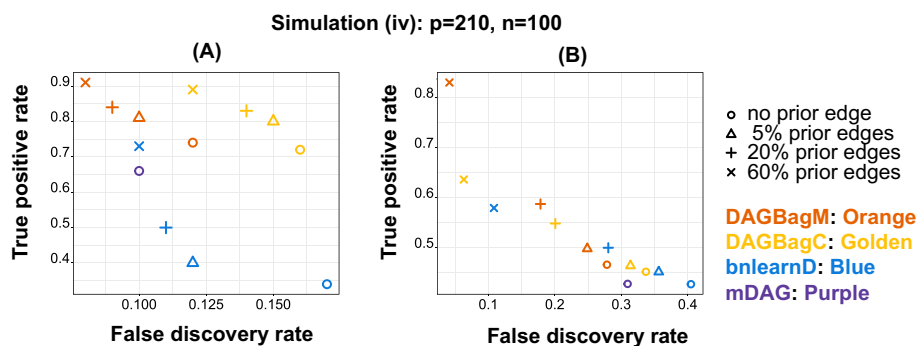 Simulation (iv): p=210, n=100
(A)
True positive rate
0.9
0.8
0.7
0.6
0.5
0.4
0.100
0.125
0.150
False discovery rate
(B)
True positive rate
0.8
0.7
0.6
0.5
0.1
0.2
0.3
0.4
False discovery rate
no prior edge
5% prior edges
20% prior edges
60% prior edges
DAGBagM: Orange
DAGBagC: Golden
bnlearnD: Blue
mDAG: Purple